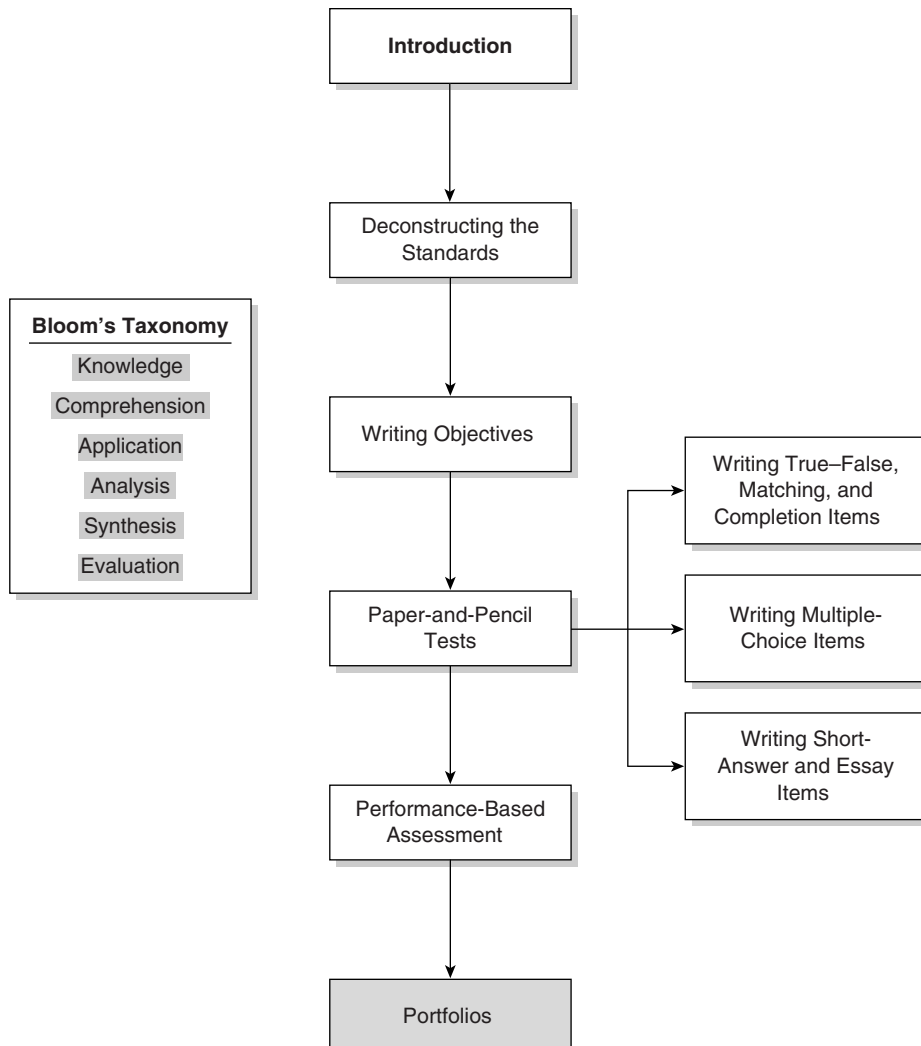 Introduction
Deconstructing the
Standards
Bloom's Taxonomy
Knowledge
Comprehension
Application
Analysis
Synthesis
Evaluation
Writing Objectives
Writing True–False,
Matching, and
Completion Items
Paper-and-Pencil
Tests
Writing Multiple-
Choice Items
Writing Short-
Answer and Essay
Items
Performance-Based
Assessment
Portfolios